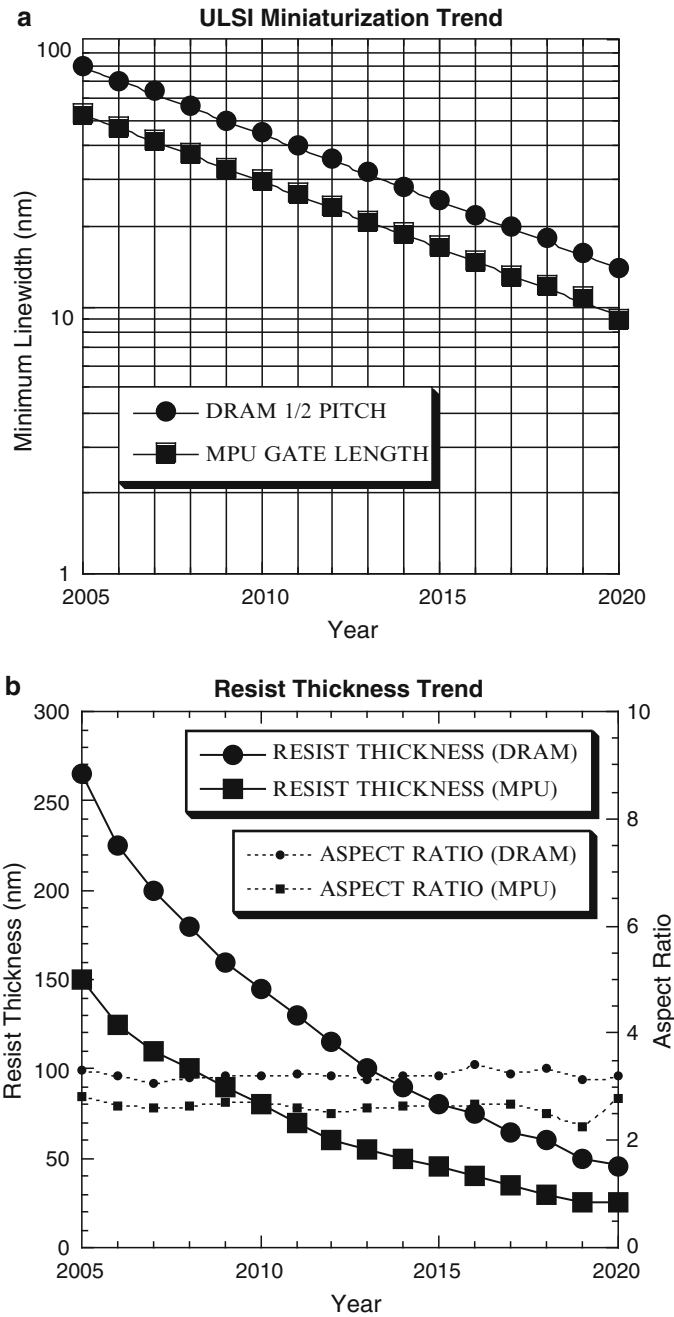 a
ULSI Miniaturization Trend
100
10
1
Minimum Linewidth (nm)
DRAM 1/2 PITCH
MPU GATE LENGTH
2005 2010 2015 2020
Year
b
Resist Thickness Trend
300
250
200
150
100
50
0
Resist Thickness (nm)
RESIST THICKNESS (DRAM)
RESIST THICKNESS (MPU)
ASPECT RATIO (DRAM)
ASPECT RATIO (MPU)
10
8
6
4
2
0
Aspect Ratio
2005 2010 2015 2020
Year